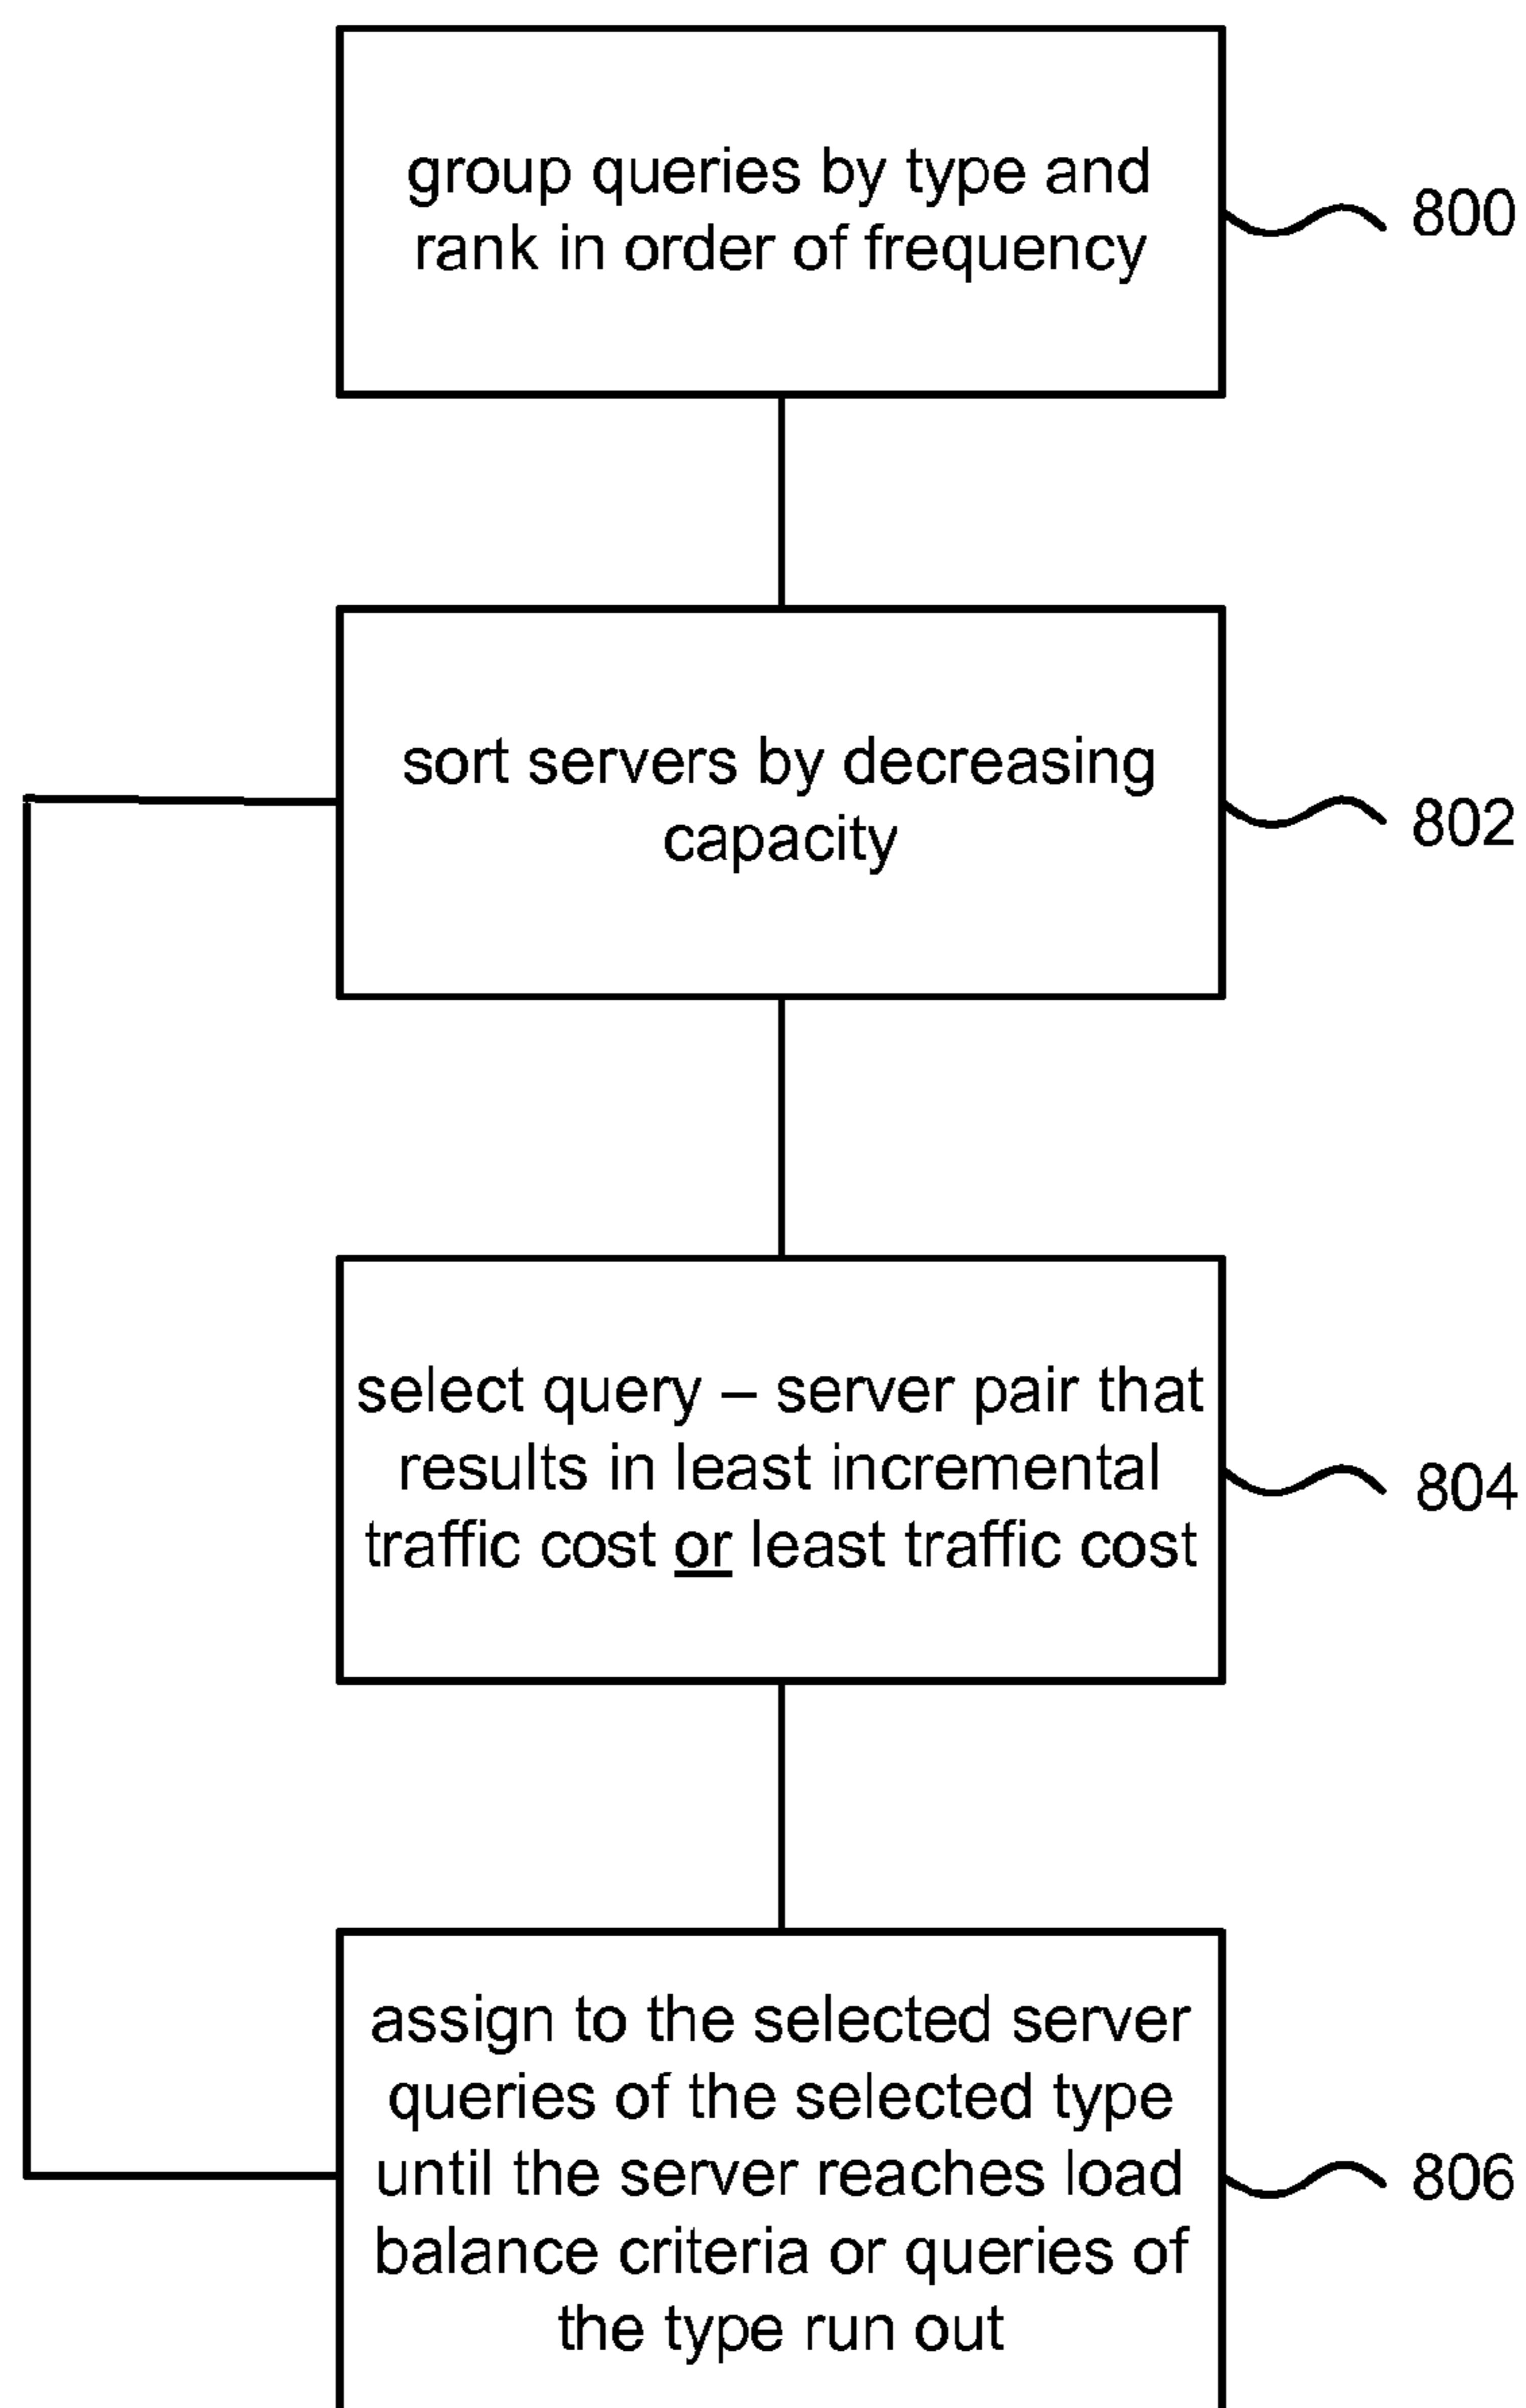 group queries by type and
rank in order of frequency
800
sort servers by decreasing
capacity
802
select query – server pair that
results in least incremental
traffic cost or least traffic cost
804
assign to the selected server
queries of the selected type
until the server reaches load
balance criteria or queries of
the type run out
806